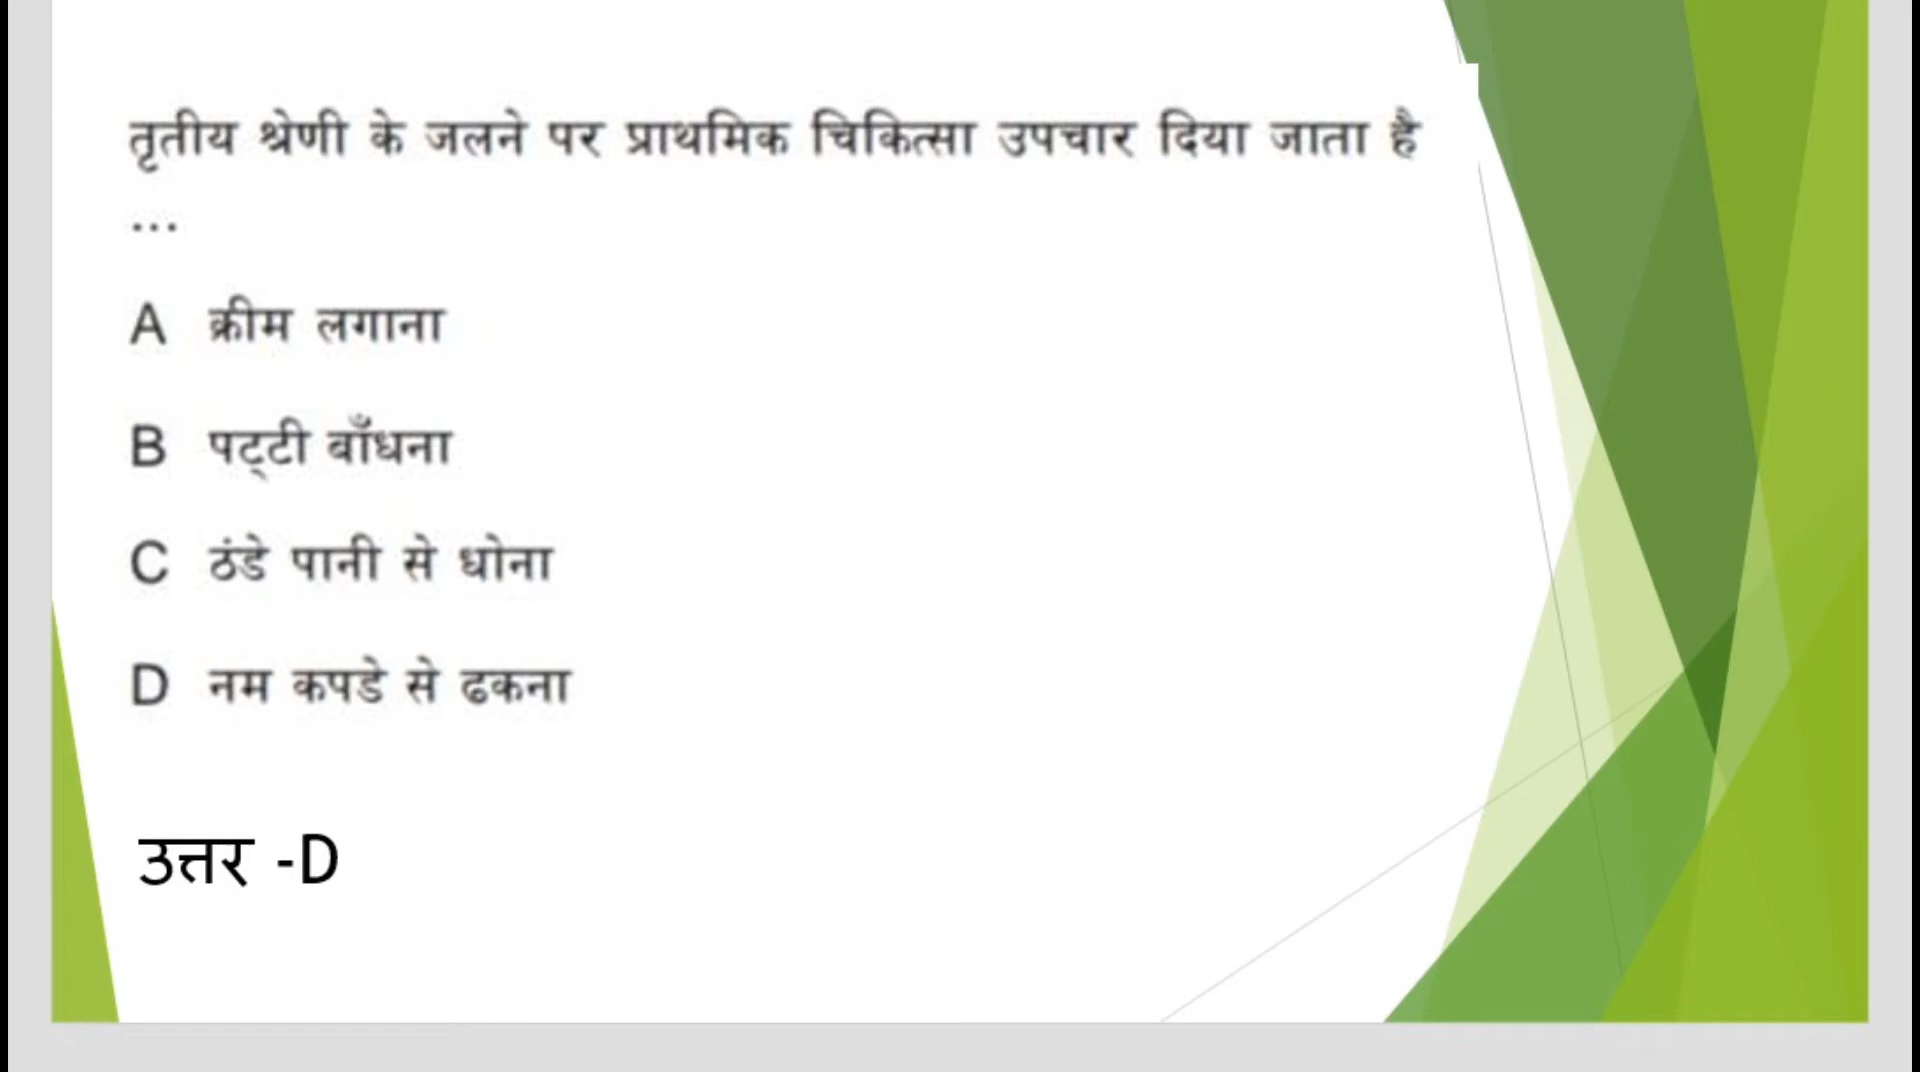 तृतीय श्रेणी के जलने पर प्राथमिक चिकित्सा उपचार दिया जाता है
...
A क्रीम लगाना
B पट्टी बाँधना
C ठंडे पानी से धोना
D नम कपडे से ढकना
उत्तर -D